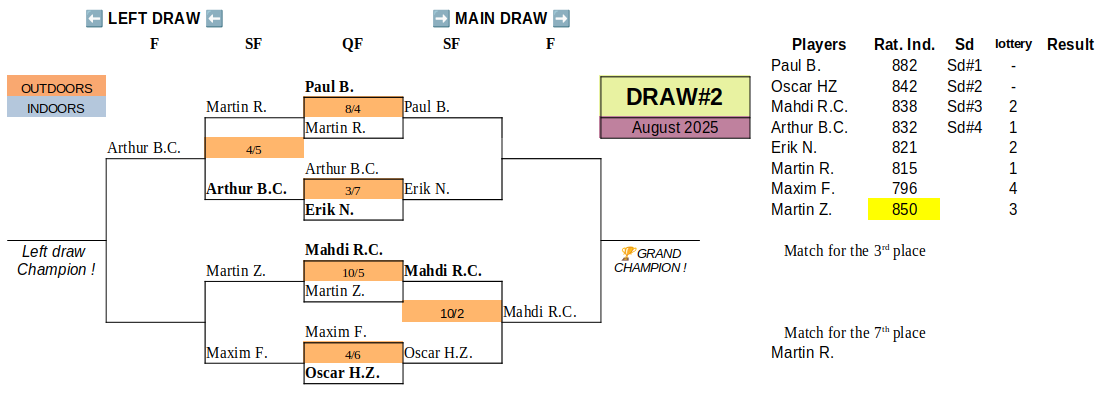 ⬅ LEFT DRAW ⬅ ➡ MAIN DRAW ➡
F SF QF SF F
Players Rat. Ind. Sd lottery Result
Paul B. 882 Sd#1 -
Oscar HZ 842 Sd#2 -
Mahdi R.C. 838 Sd#3 2
Arthur B.C. 832 Sd#4 1
Erik N. 821 2
Martin R. 815 1
Maxim F. 796 4
Martin Z. 850 3
OUTDOORS
INDOORS
DRAW#2
August 2025
Paul B.
Martin R. 8/4 Paul B.
Martin R.
Arthur B.C. 4/5
Arthur B.C.
Arthur B.C. 3/7 Erik N.
Erik N.
Left draw
Champion !
Mahdi R.C.
Martin Z. 10/5 Mahdi R.C.
Martin Z.
10/2 Mahdi R.C.
Maxim F.
Maxim F. 4/6 Oscar H.Z.
Oscar H.Z.
🏆GRAND
CHAMPION !
Match for the 3rd place
Match for the 7th place
Martin R.